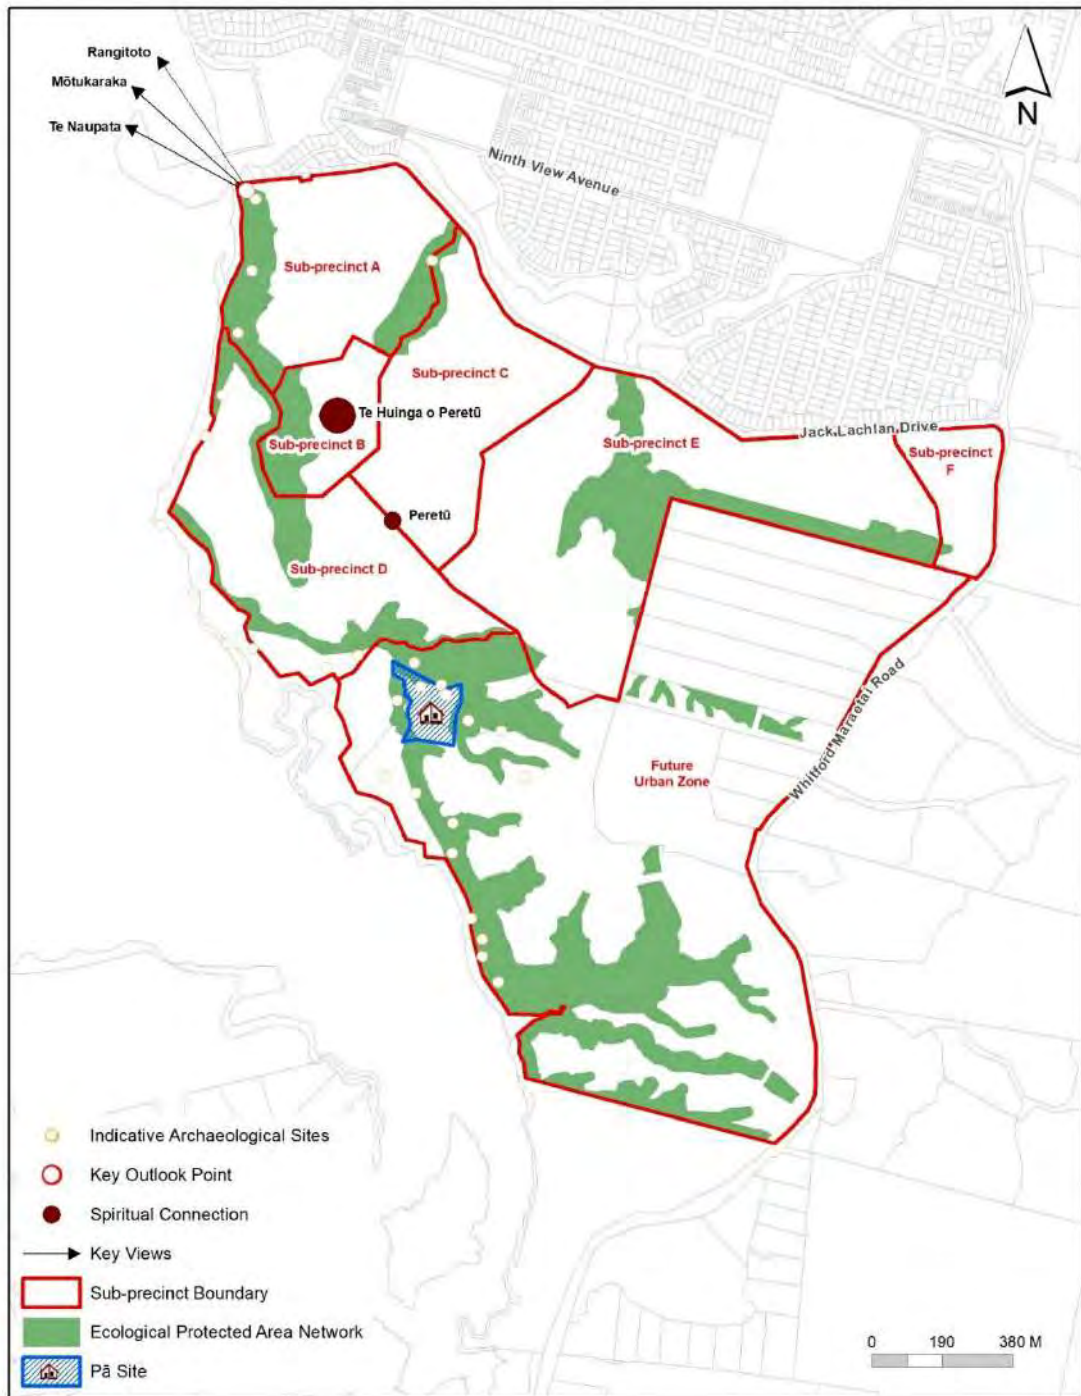 Rangitoto
Mōtukaraka
Te Naupata
N
Ninth View Avenue
Sub-precinct A
Sub-precinct C
Te Huinga o Peretū
Sub-precinct B
Jack Lachlan Drive
Sub-precinct E
Sub-precinct
F
Peretū
Sub-precinct D
Whitford Maraetai Road
Future
Urban Zone
Indicative Archaeological Sites
Key Outlook Point
Spiritual Connection
Key Views
Sub-precinct Boundary
Ecological Protected Area Network
Pā Site
0 190 380 M